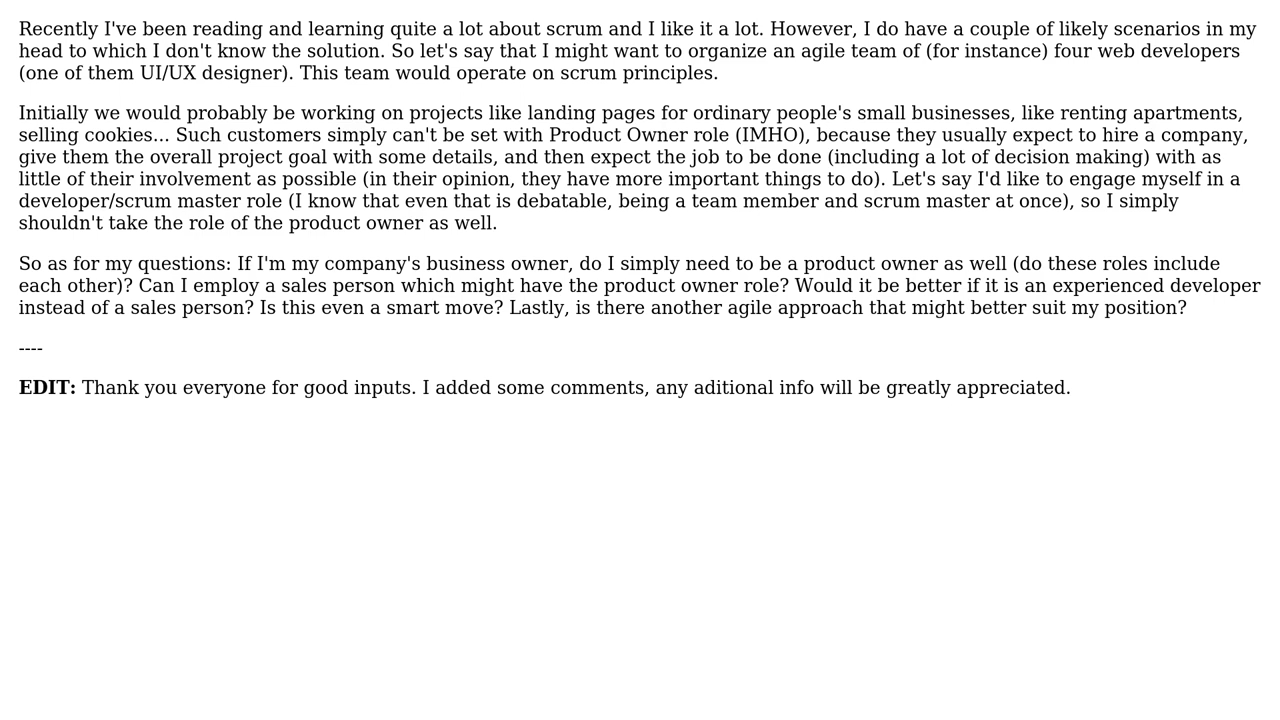 Recently I've been reading and learning quite a lot about scrum and I like it a lot. However, I do have a couple of likely scenarios in my
head to which I don't know the solution. So let's say that I might want to organize an agile team of (for instance) four web developers
(one of them UI/UX designer). This team would operate on scrum principles.
Initially we would probably be working on projects like landing pages for ordinary people's small businesses, like renting apartments,
selling cookies... Such customers simply can't be set with Product Owner role (IMHO), because they usually expect to hire a company,
give them the overall project goal with some details, and then expect the job to be done (including a lot of decision making) with as
little of their involvement as possible (in their opinion, they have more important things to do). Let's say I'd like to engage myself in a
developer/scrum master role (I know that even that is debatable, being a team member and scrum master at once), so I simply
shouldn't take the role of the product owner as well.
So as for my questions: If I'm my company's business owner, do I simply need to be a product owner as well (do these roles include
each other)? Can I employ a sales person which might have the product owner role? Would it be better if it is an experienced developer
instead of a sales person? Is this even a smart move? Lastly, is there another agile approach that might better suit my position?
----
EDIT: Thank you everyone for good inputs. I added some comments, any aditional info will be greatly appreciated.